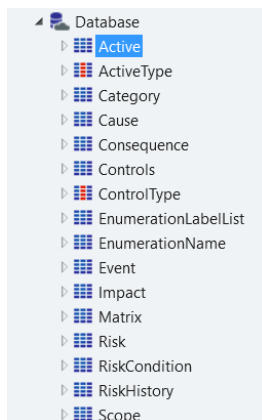 Database
Active
ActiveType
Category
Cause
Consequence
Controls
ControlType
EnumerationLabelList
EnumerationName
Event
Impact
Matrix
Risk
RiskCondition
RiskHistory
Scope